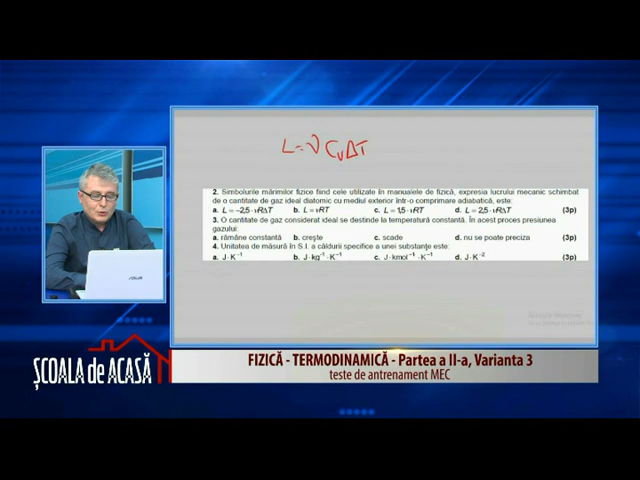 L = ν CvΔT
2. Simbolurile mărimilor fizice fiind cele utilizate în manualele de fizică, expresia lucrului mecanic schimbat
de o cantitate de gaz ideal diatomic cu mediul exterior într-o comprimare adiabatică, este:
a. L = −2,5 · νRΔT b. L = νRT c. L = 1,5 · νRT d. L = 2,5 · νRΔT (3p)
3. O cantitate de gaz considerat ideal se destinde la temperatură constantă. În acest proces presiunea
gazului:
a. rămâne constantă b. creşte c. scade d. nu se poate preciza (3p)
4. Unitatea de măsură în S.I. a căldurii specifice a unei substanţe este:
a. J·K⁻¹ b. J·kg⁻¹·K⁻¹ c. J·kmol⁻¹·K⁻¹ d. J·K⁻² (3p)
ŞCOALA de ACASĂ
FIZICĂ - TERMODINAMICĂ - Partea a II-a, Varianta 3
teste de antrenament MEC